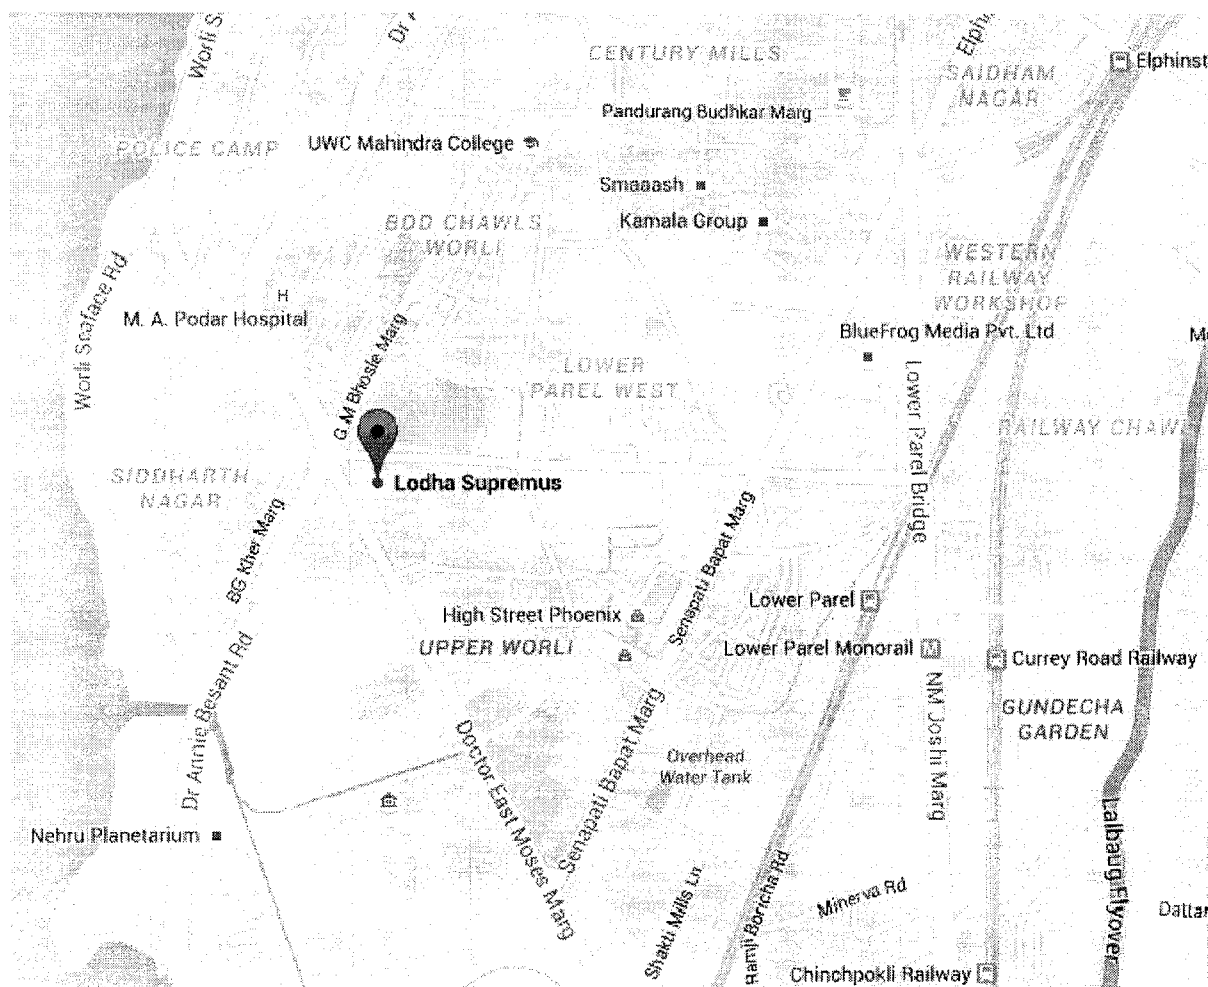 Worli S
Dr A
Elphin
CENTURY MILLS
SAIDHAM
NAGAR
Elphinst
Pandurang Budhkar Marg
UWC Mahindra College
POLICE CAMP
Smaaash
Kamala Group
BDD CHAWLS
WORLI
WESTERN
RAILWAY
WORKSHOP
Worli Seaface Rd
H
M. A. Podar Hospital
G.M Bhosle Marg
BlueFrog Media Pvt. Ltd
LOWER
PAREL WEST
Lower Parel Bridge
RAILWAY CHAW
SIDDHARTH
NAGAR
Lodha Supremus
BG Kher Marg
Senapati Bapat Marg
High Street Phoenix
Lower Parel
UPPER WORLI
Lower Parel Monorail
M
Currey Road Railway
Dr Annie Besant Rd
NM Joshi Marg
GUNDECHA
GARDEN
Doctor East Moses Marg
Senapati Bapat Marg
Overhead
Water Tank
Nehru Planetarium
Lalbaug Flyover
Shakti Mills Ln
Ramji Boricha Rd
Minerva Rd
Dattar
Chinchpokli Railway